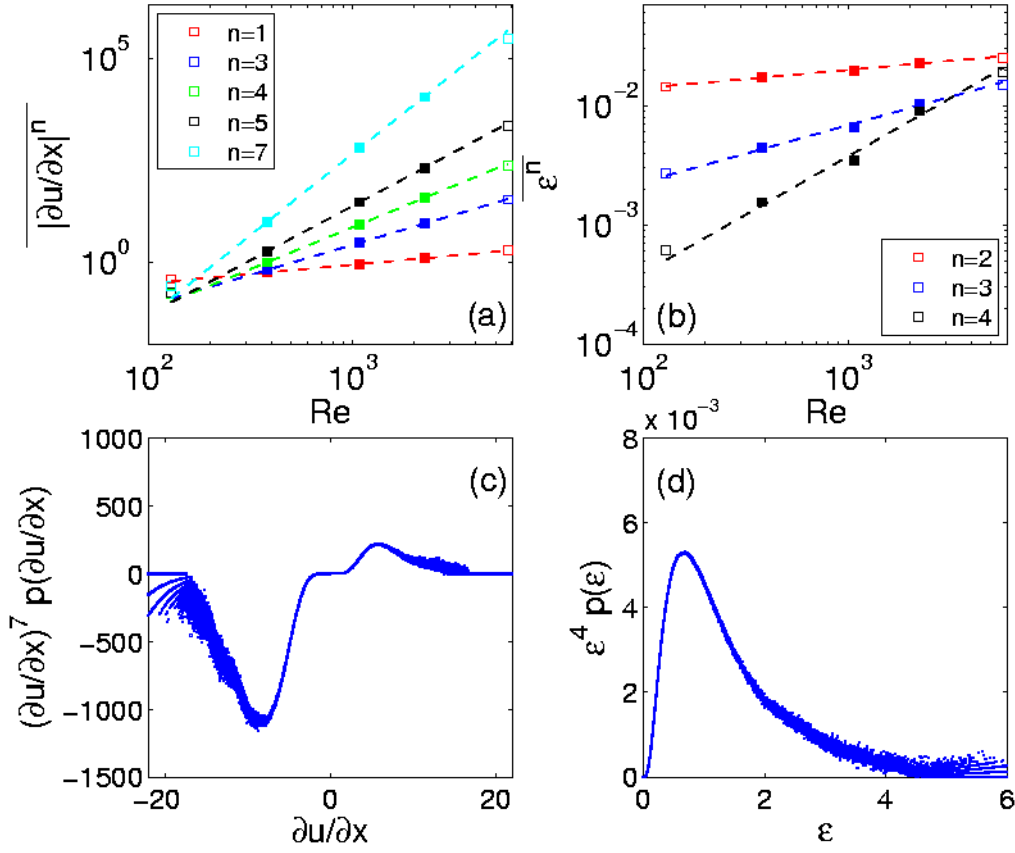 n=1
n=3
n=4
n=5
n=7
10^5
10^0
|∂u/∂x|^n
(a)
10^2
10^3
Re
n=2
n=3
n=4
10^-2
10^-3
10^-4
ε^n
(b)
10^2
10^3
Re
1000
500
0
−500
−1000
−1500
(∂u/∂x)^7 p(∂u/∂x)
(c)
−20
0
20
∂u/∂x
x 10^-3
8
6
4
2
0
ε^4 p(ε)
(d)
0
2
4
6
ε